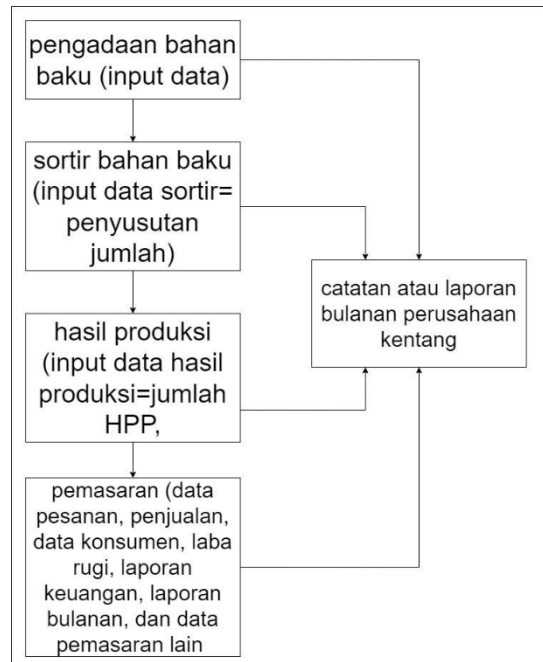 pengadaan bahan
baku (input data)
sortir bahan baku
(input data sortir=
penyusutan
jumlah)
hasil produksi
(input data hasil
produksi=jumlah
HPP,
pemasaran (data
pesanan, penjualan,
data konsumen, laba
rugi, laporan
keuangan, laporan
bulanan, dan data
pemasaran lain
catatan atau laporan
bulanan perusahaan
kentang